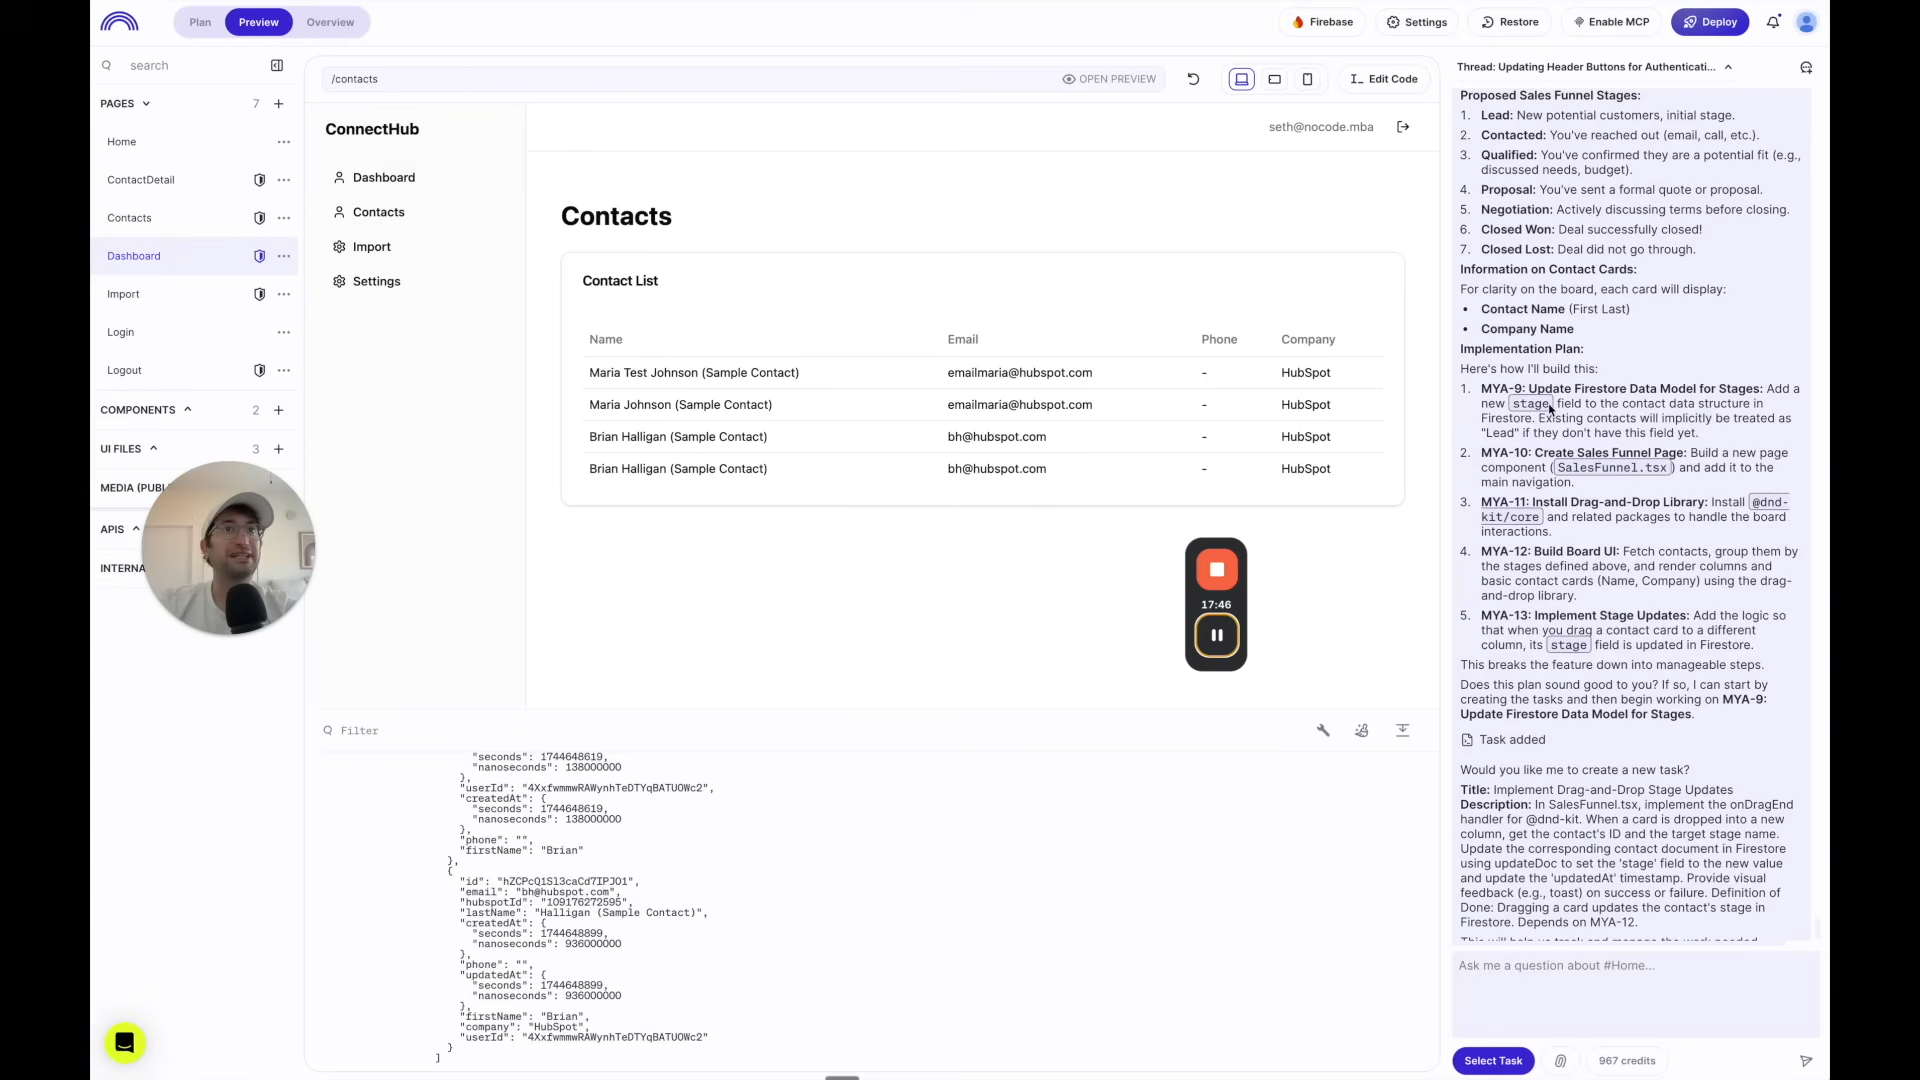 Plan
Preview
Overview
Firebase
Settings
Restore
Enable MCP
Deploy
search
/contacts
OPEN PREVIEW
Edit Code
PAGES
7
Home
ContactDetail
Contacts
Dashboard
Import
Login
Logout
COMPONENTS
2
UI FILES
3
MEDIA (PUBL
APIS
INTERNA
ConnectHub
Dashboard
Contacts
Import
Settings
seth@nocode.mba
Contacts
Contact List
Name Email Phone Company
Maria Test Johnson (Sample Contact) emailmaria@hubspot.com - HubSpot
Maria Johnson (Sample Contact) emailmaria@hubspot.com - HubSpot
Brian Halligan (Sample Contact) bh@hubspot.com - HubSpot
Brian Halligan (Sample Contact) bh@hubspot.com - HubSpot
17:46
Filter
"seconds": 1744648619,
"nanoseconds": 138000000
},
"userId": "4XxfwmmwRAWynhTeDTYqBATUOWc2",
"createdAt": {
"seconds": 1744648619,
"nanoseconds": 138000000
},
"phone": "",
"firstName": "Brian"
},
{
"id": "hZCPcQ1Sl3caCd7IPJO1",
"email": "bh@hubspot.com",
"hubspotId": "109176272595",
"lastName": "Halligan (Sample Contact)",
"createdAt": {
"seconds": 1744648899,
"nanoseconds": 936000000
},
"phone": "",
"updatedAt": {
"seconds": 1744648899,
"nanoseconds": 936000000
},
"firstName": "Brian",
"company": "HubSpot",
"userId": "4XxfwmmwRAWynhTeDTYqBATUOWc2"
}
]
Thread: Updating Header Buttons for Authenticati...
Proposed Sales Funnel Stages:
1. Lead: New potential customers, initial stage.
2. Contacted: You've reached out (email, call, etc.).
3. Qualified: You've confirmed they are a potential fit (e.g.,
discussed needs, budget).
4. Proposal: You've sent a formal quote or proposal.
5. Negotiation: Actively discussing terms before closing.
6. Closed Won: Deal successfully closed!
7. Closed Lost: Deal did not go through.
Information on Contact Cards:
For clarity on the board, each card will display:
• Contact Name (First Last)
• Company Name
Implementation Plan:
Here's how I'll build this:
1. MYA-9: Update Firestore Data Model for Stages: Add a
new stage field to the contact data structure in
Firestore. Existing contacts will implicitly be treated as
"Lead" if they don't have this field yet.
2. MYA-10: Create Sales Funnel Page: Build a new page
component (SalesFunnel.tsx) and add it to the
main navigation.
3. MYA-11: Install Drag-and-Drop Library: Install @dnd-
kit/core and related packages to handle the board
interactions.
4. MYA-12: Build Board UI: Fetch contacts, group them by
the stages defined above, and render columns and
basic contact cards (Name, Company) using the drag-
and-drop library.
5. MYA-13: Implement Stage Updates: Add the logic so
that when you drag a contact card to a different
column, its stage field is updated in Firestore.
This breaks the feature down into manageable steps.
Does this plan sound good to you? If so, I can start by
creating the tasks and then begin working on MYA-9:
Update Firestore Data Model for Stages.
Task added
Would you like me to create a new task?
Title: Implement Drag-and-Drop Stage Updates
Description: In SalesFunnel.tsx, implement the onDragEnd
handler for @dnd-kit. When a card is dropped into a new
column, get the contact's ID and the target stage name.
Update the corresponding contact document in Firestore
using updateDoc to set the 'stage' field to the new value
and update the 'updatedAt' timestamp. Provide visual
feedback (e.g., toast) on success or failure. Definition of
Done: Dragging a card updates the contact's stage in
Firestore. Depends on MYA-12.
This will help us track and manage the work needed
Ask me a question about #Home...
Select Task
967 credits